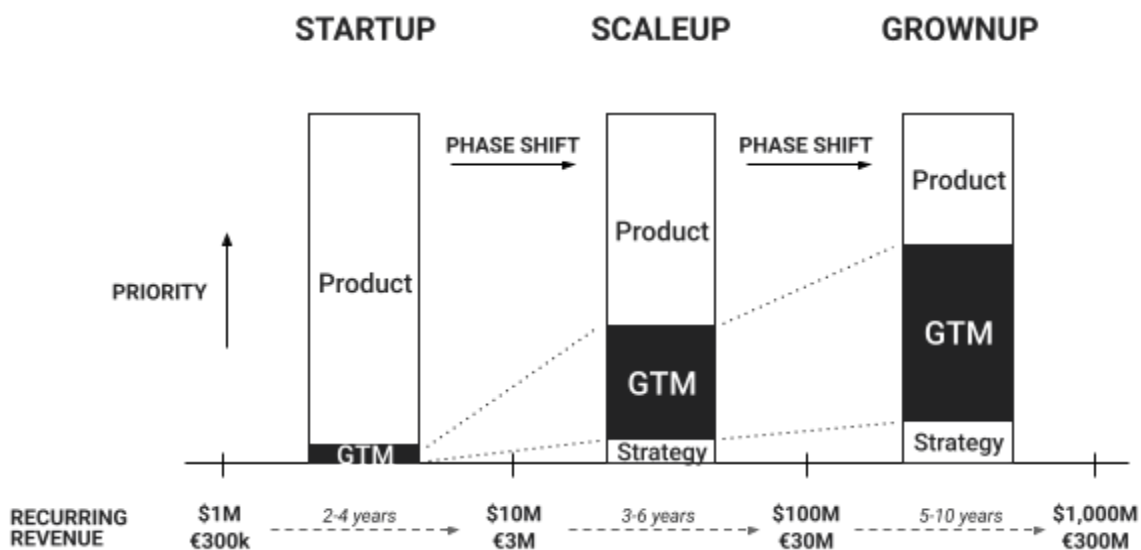 STARTUP
SCALEUP
GROWNUP
PHASE SHIFT
PHASE SHIFT
PRIORITY
Product
GTM
Product
GTM
Strategy
Product
GTM
Strategy
RECURRING
REVENUE
$1M
€300k
2-4 years
$10M
€3M
3-6 years
$100M
€30M
5-10 years
$1,000M
€300M